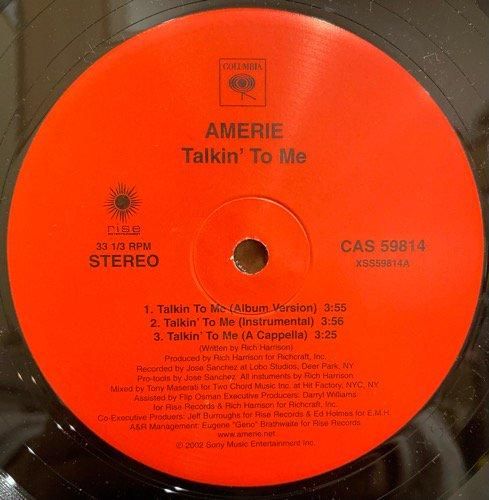 COLUMBIA
AMERIE
Talkin' To Me
rise
ENTERTAINMENT
33 1/3 RPM
STEREO
CAS 59814
XSS59814A
1. Talkin To Me (Album Version) 3:55
2. Talkin' To Me (Instrumental) 3:56
3. Talkin' To Me (A Cappella) 3:25
(Written by Rich Harrison)
Produced by Rich Harrison for Richcraft, Inc.
Recorded by Jose Sanchez at Lobo Studios, Deer Park, NY
Pro-tools by Jose Sanchez. All instuments by Rich Harrison
Mixed by Tony Maserati for Two Chord Music Inc. at Hit Factory, NYC, NY
Assisted by Flip Osman Executive Producers: Darryl Williams
for Rise Records & Rich Harrison for Richcraft, Inc.
Co-Executive Producers: Jeff Burroughs for Rise Records & Ed Holmes for E.M.H.
A&R Management: Eugene "Geno" Brathwaite for Rise Records
www.amerie.net
© 2002 Sony Music Entertainment Inc.